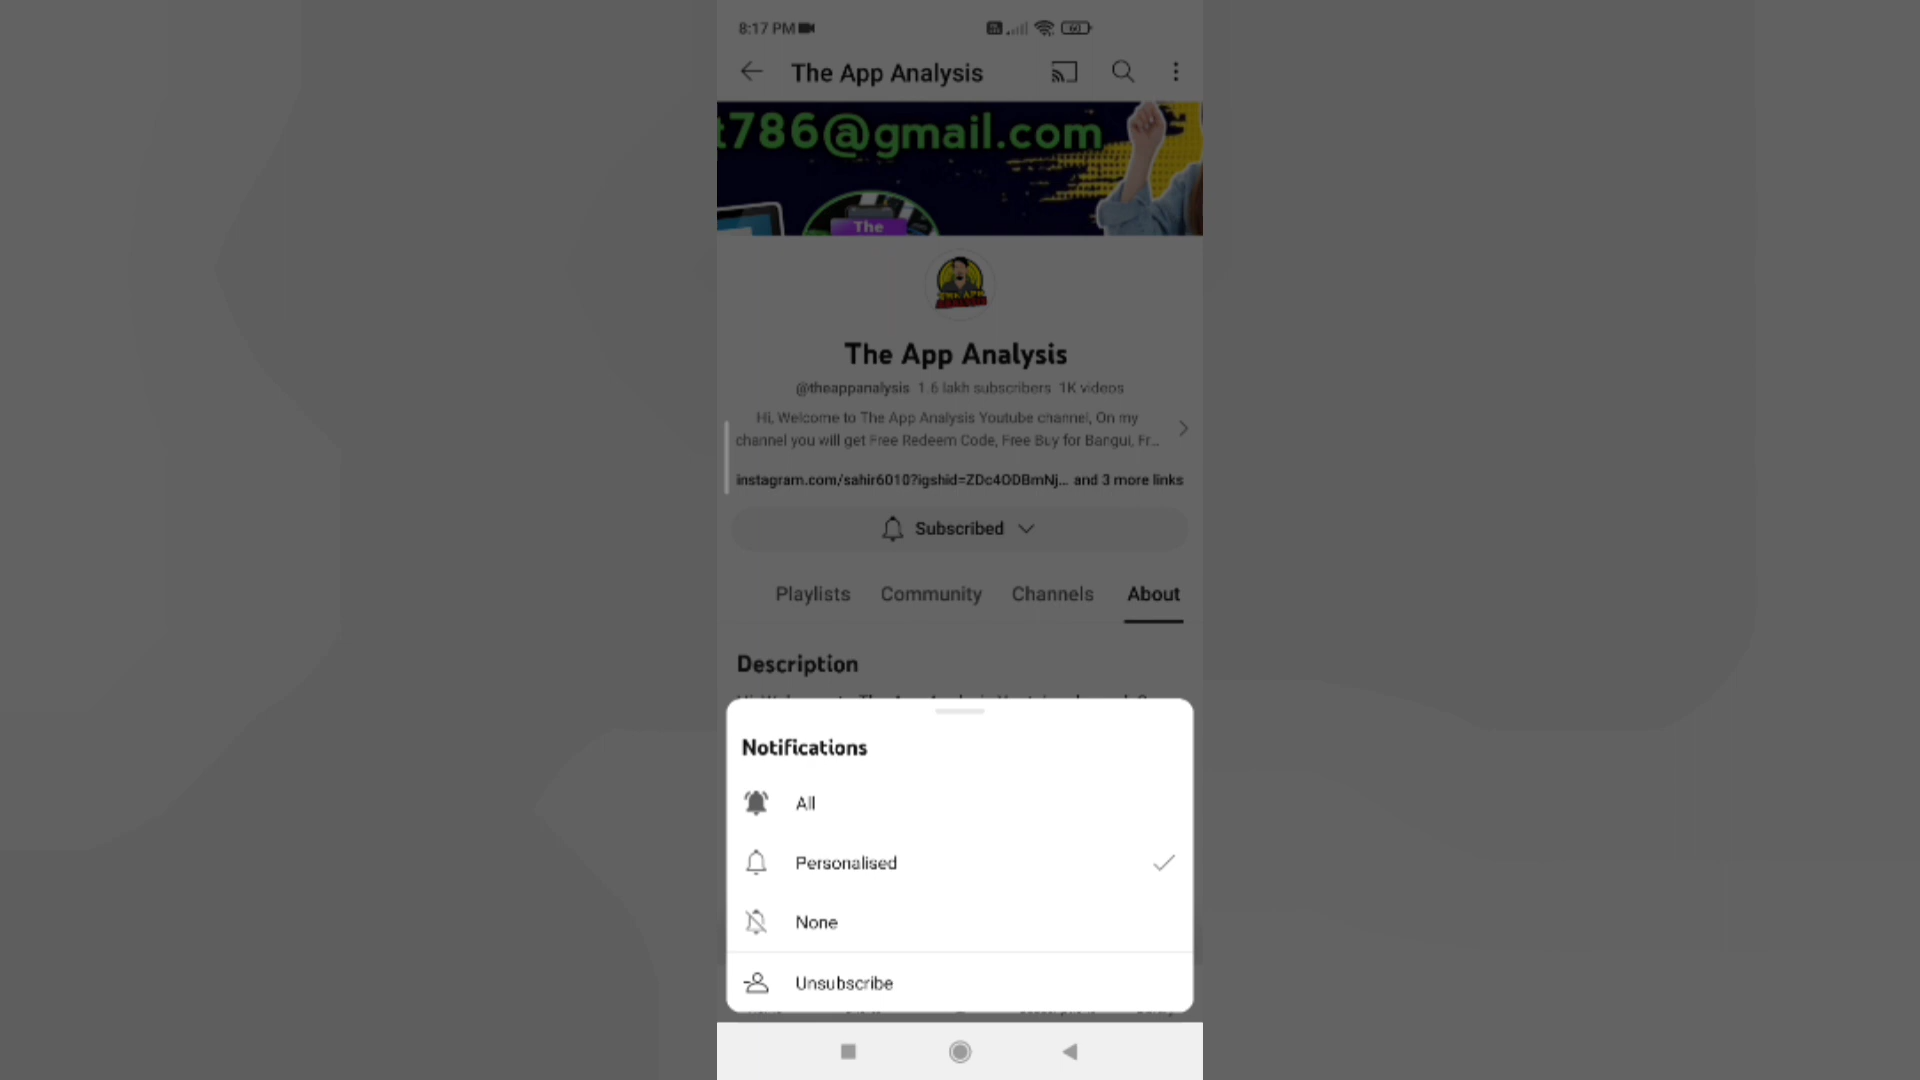 8:17 PM
The App Analysis
t786@gmail.com
The
The App Analysis
@theappanalysis 1.6 lakh subscribers 1K videos
Hi, Welcome to The App Analysis Youtube channel, On my
channel you will get Free Redeem Code, Free Buy for Bangui, Fr...
instagram.com/sahir6010?igshid=ZDc4ODBmNj... and 3 more links
Subscribed
Playlists Community Channels About
Description
Notifications
All
Personalised
None
Unsubscribe